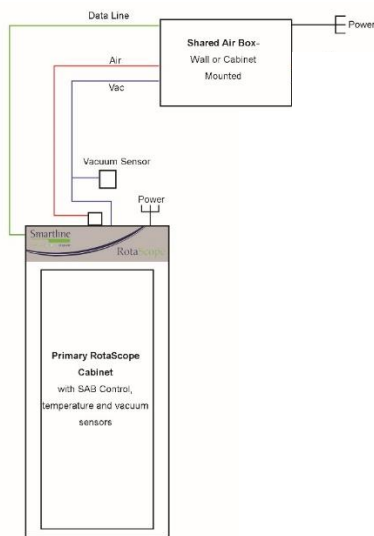 Data Line
Shared Air Box-
Wall or Cabinet
Mounted
Power
Air
Vac
Vacuum Sensor
Power
Smartline
RotaScope
Primary RotaScope
Cabinet
with SAB Control,
temperature and vacuum
sensors